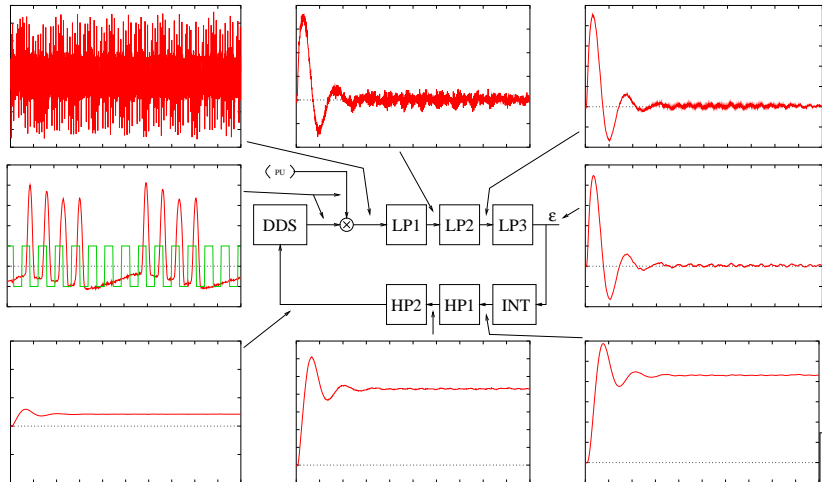 ( PU )
ε
DDS
LP1
LP2
LP3
HP2
HP1
INT